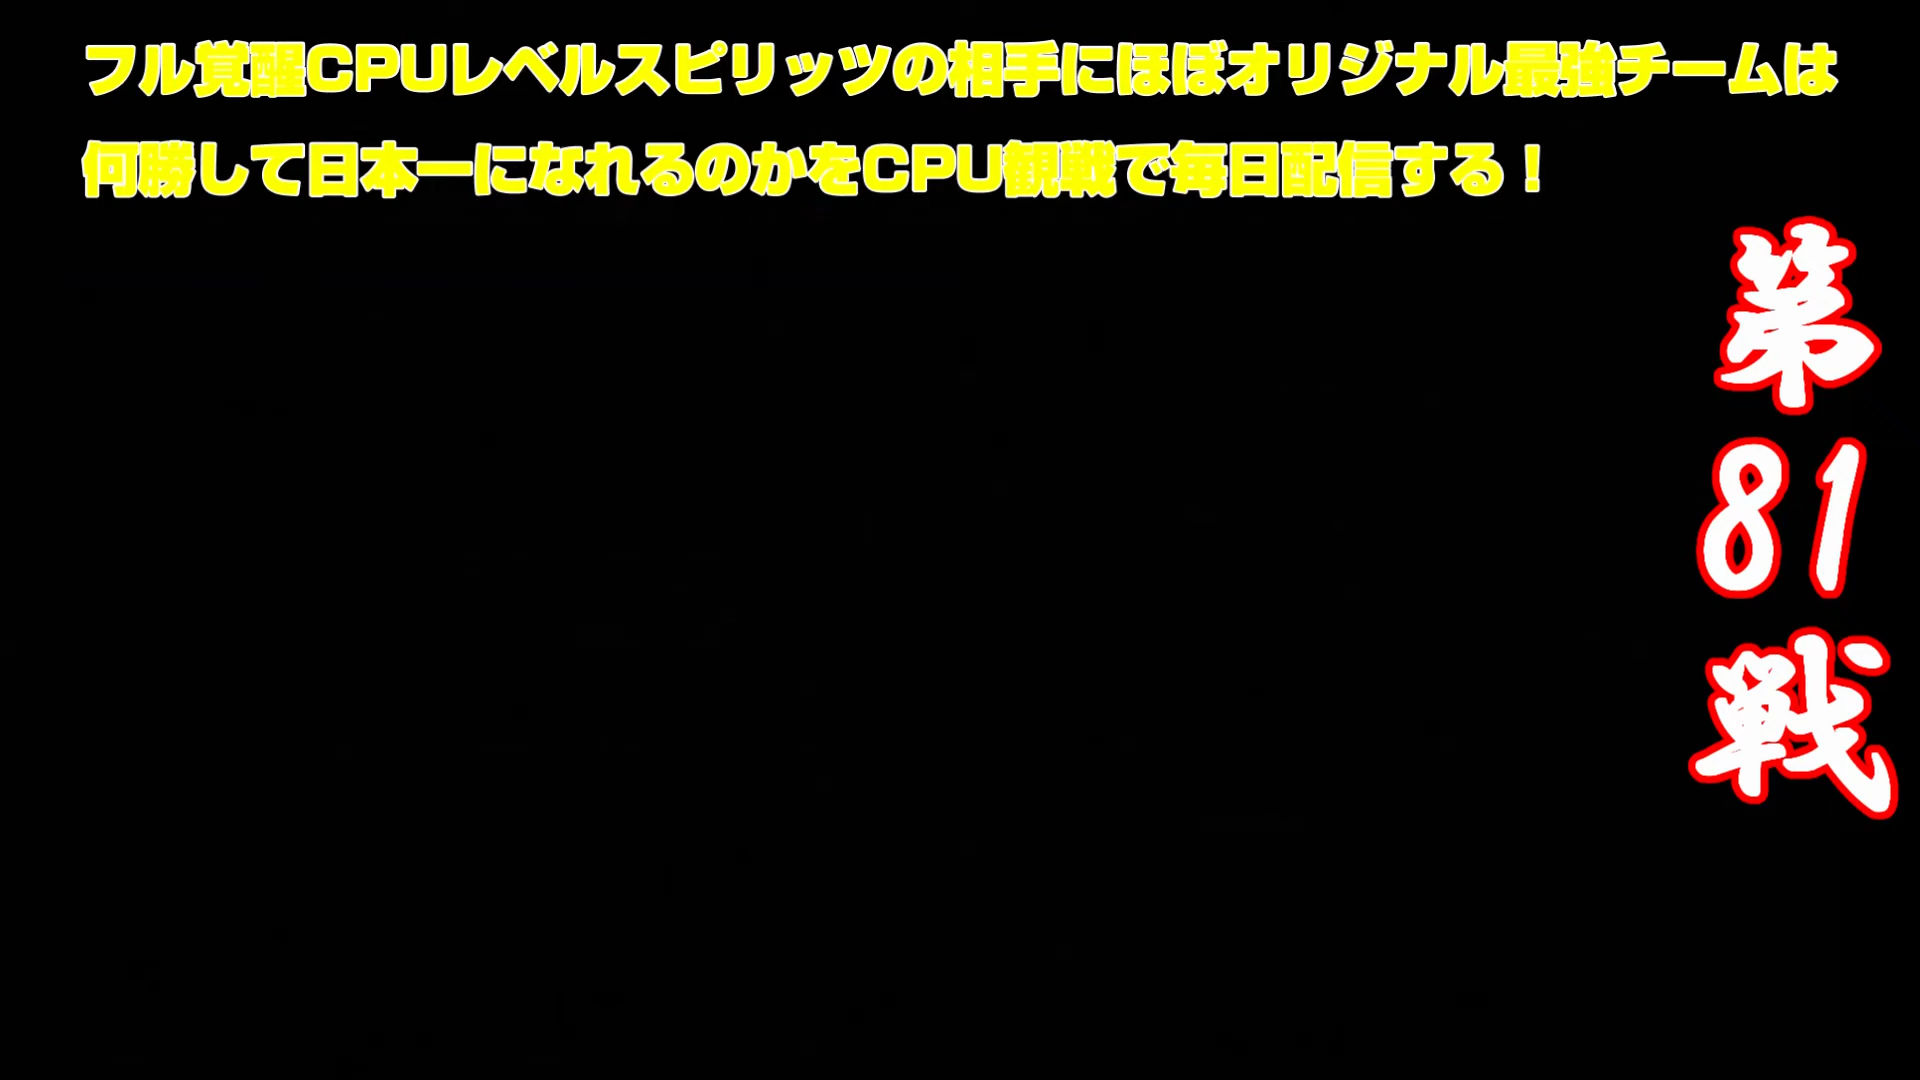 フル覚醒CPUレベルスピリッツの相手にほぼオリジナル最強チームは
何勝して日本一になれるのかをCPU観戦で毎日配信する！
第
81
戦